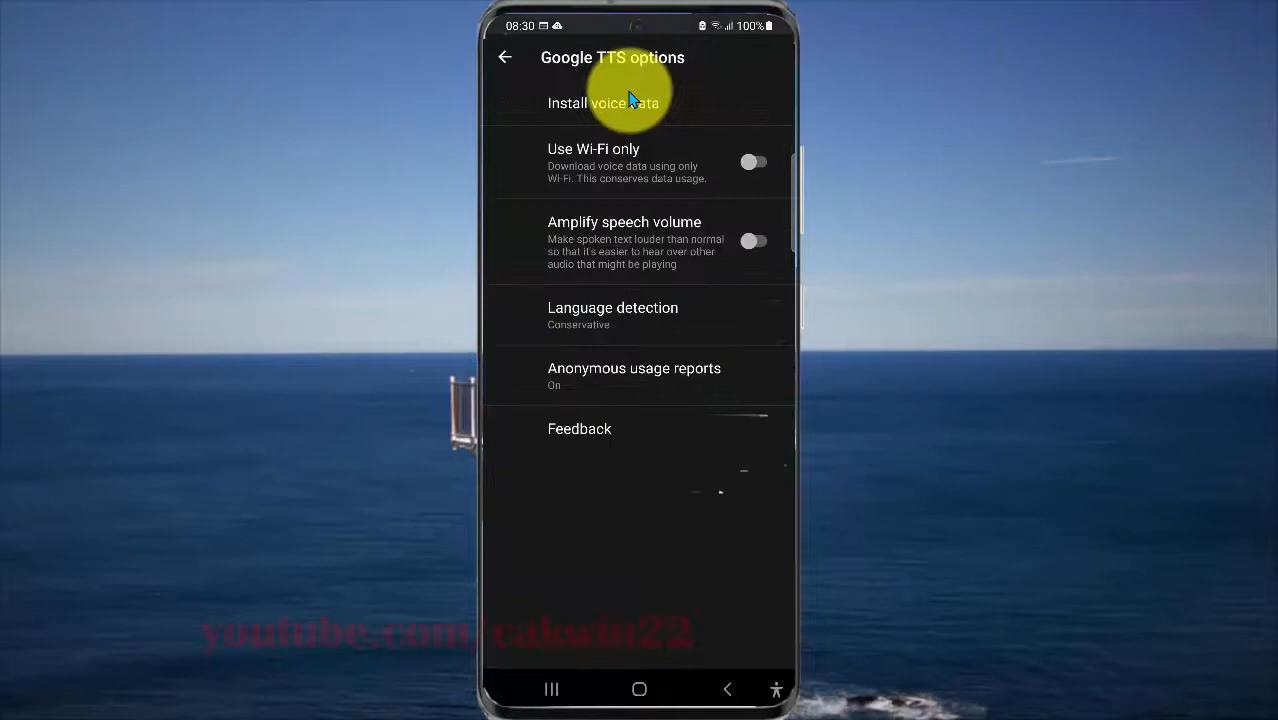 08:30
100%
Google TTS options
Install voice data
Use Wi-Fi only
Download voice data using only
Wi-Fi. This conserves data usage.
Amplify speech volume
Make spoken text louder than normal
so that it's easier to hear over other
audio that might be playing
Language detection
Conservative
Anonymous usage reports
On
Feedback
youtube.com/cakwin22